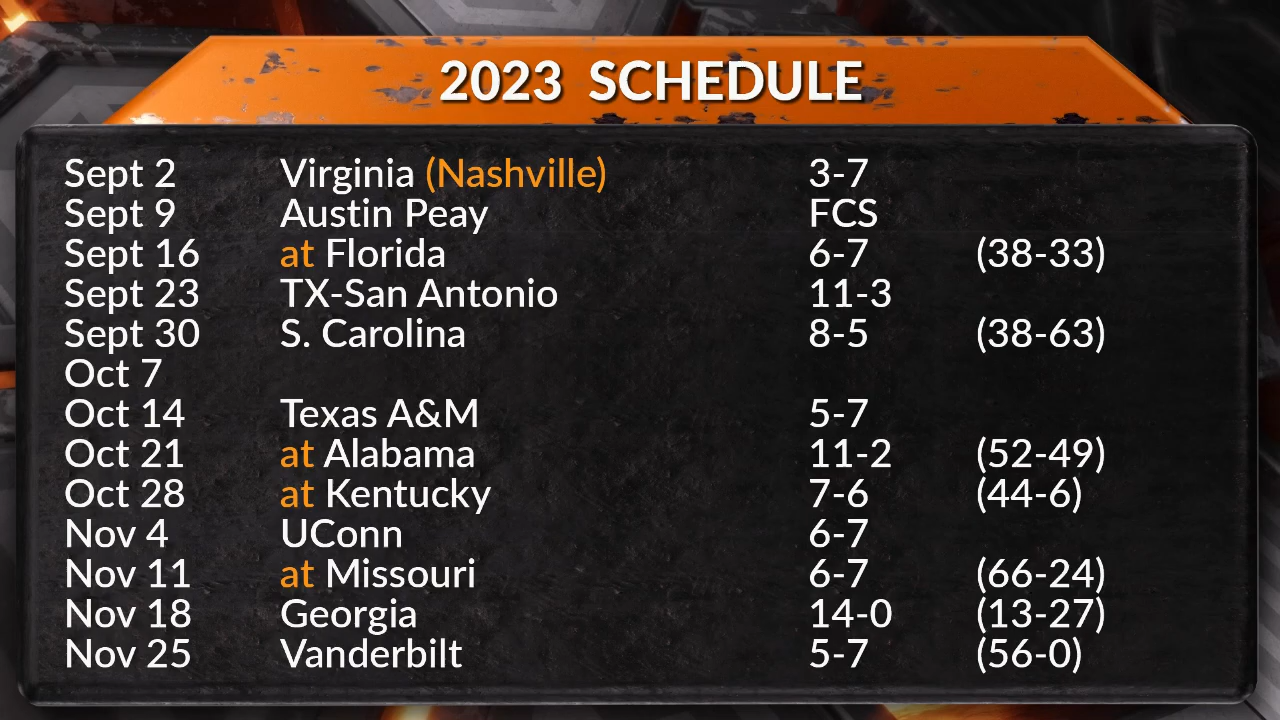 2023 SCHEDULE
Sept 2 Virginia (Nashville) 3-7
Sept 9 Austin Peay FCS
Sept 16 at Florida 6-7 (38-33)
Sept 23 TX-San Antonio 11-3
Sept 30 S. Carolina 8-5 (38-63)
Oct 7
Oct 14 Texas A&M 5-7
Oct 21 at Alabama 11-2 (52-49)
Oct 28 at Kentucky 7-6 (44-6)
Nov 4 UConn 6-7
Nov 11 at Missouri 6-7 (66-24)
Nov 18 Georgia 14-0 (13-27)
Nov 25 Vanderbilt 5-7 (56-0)